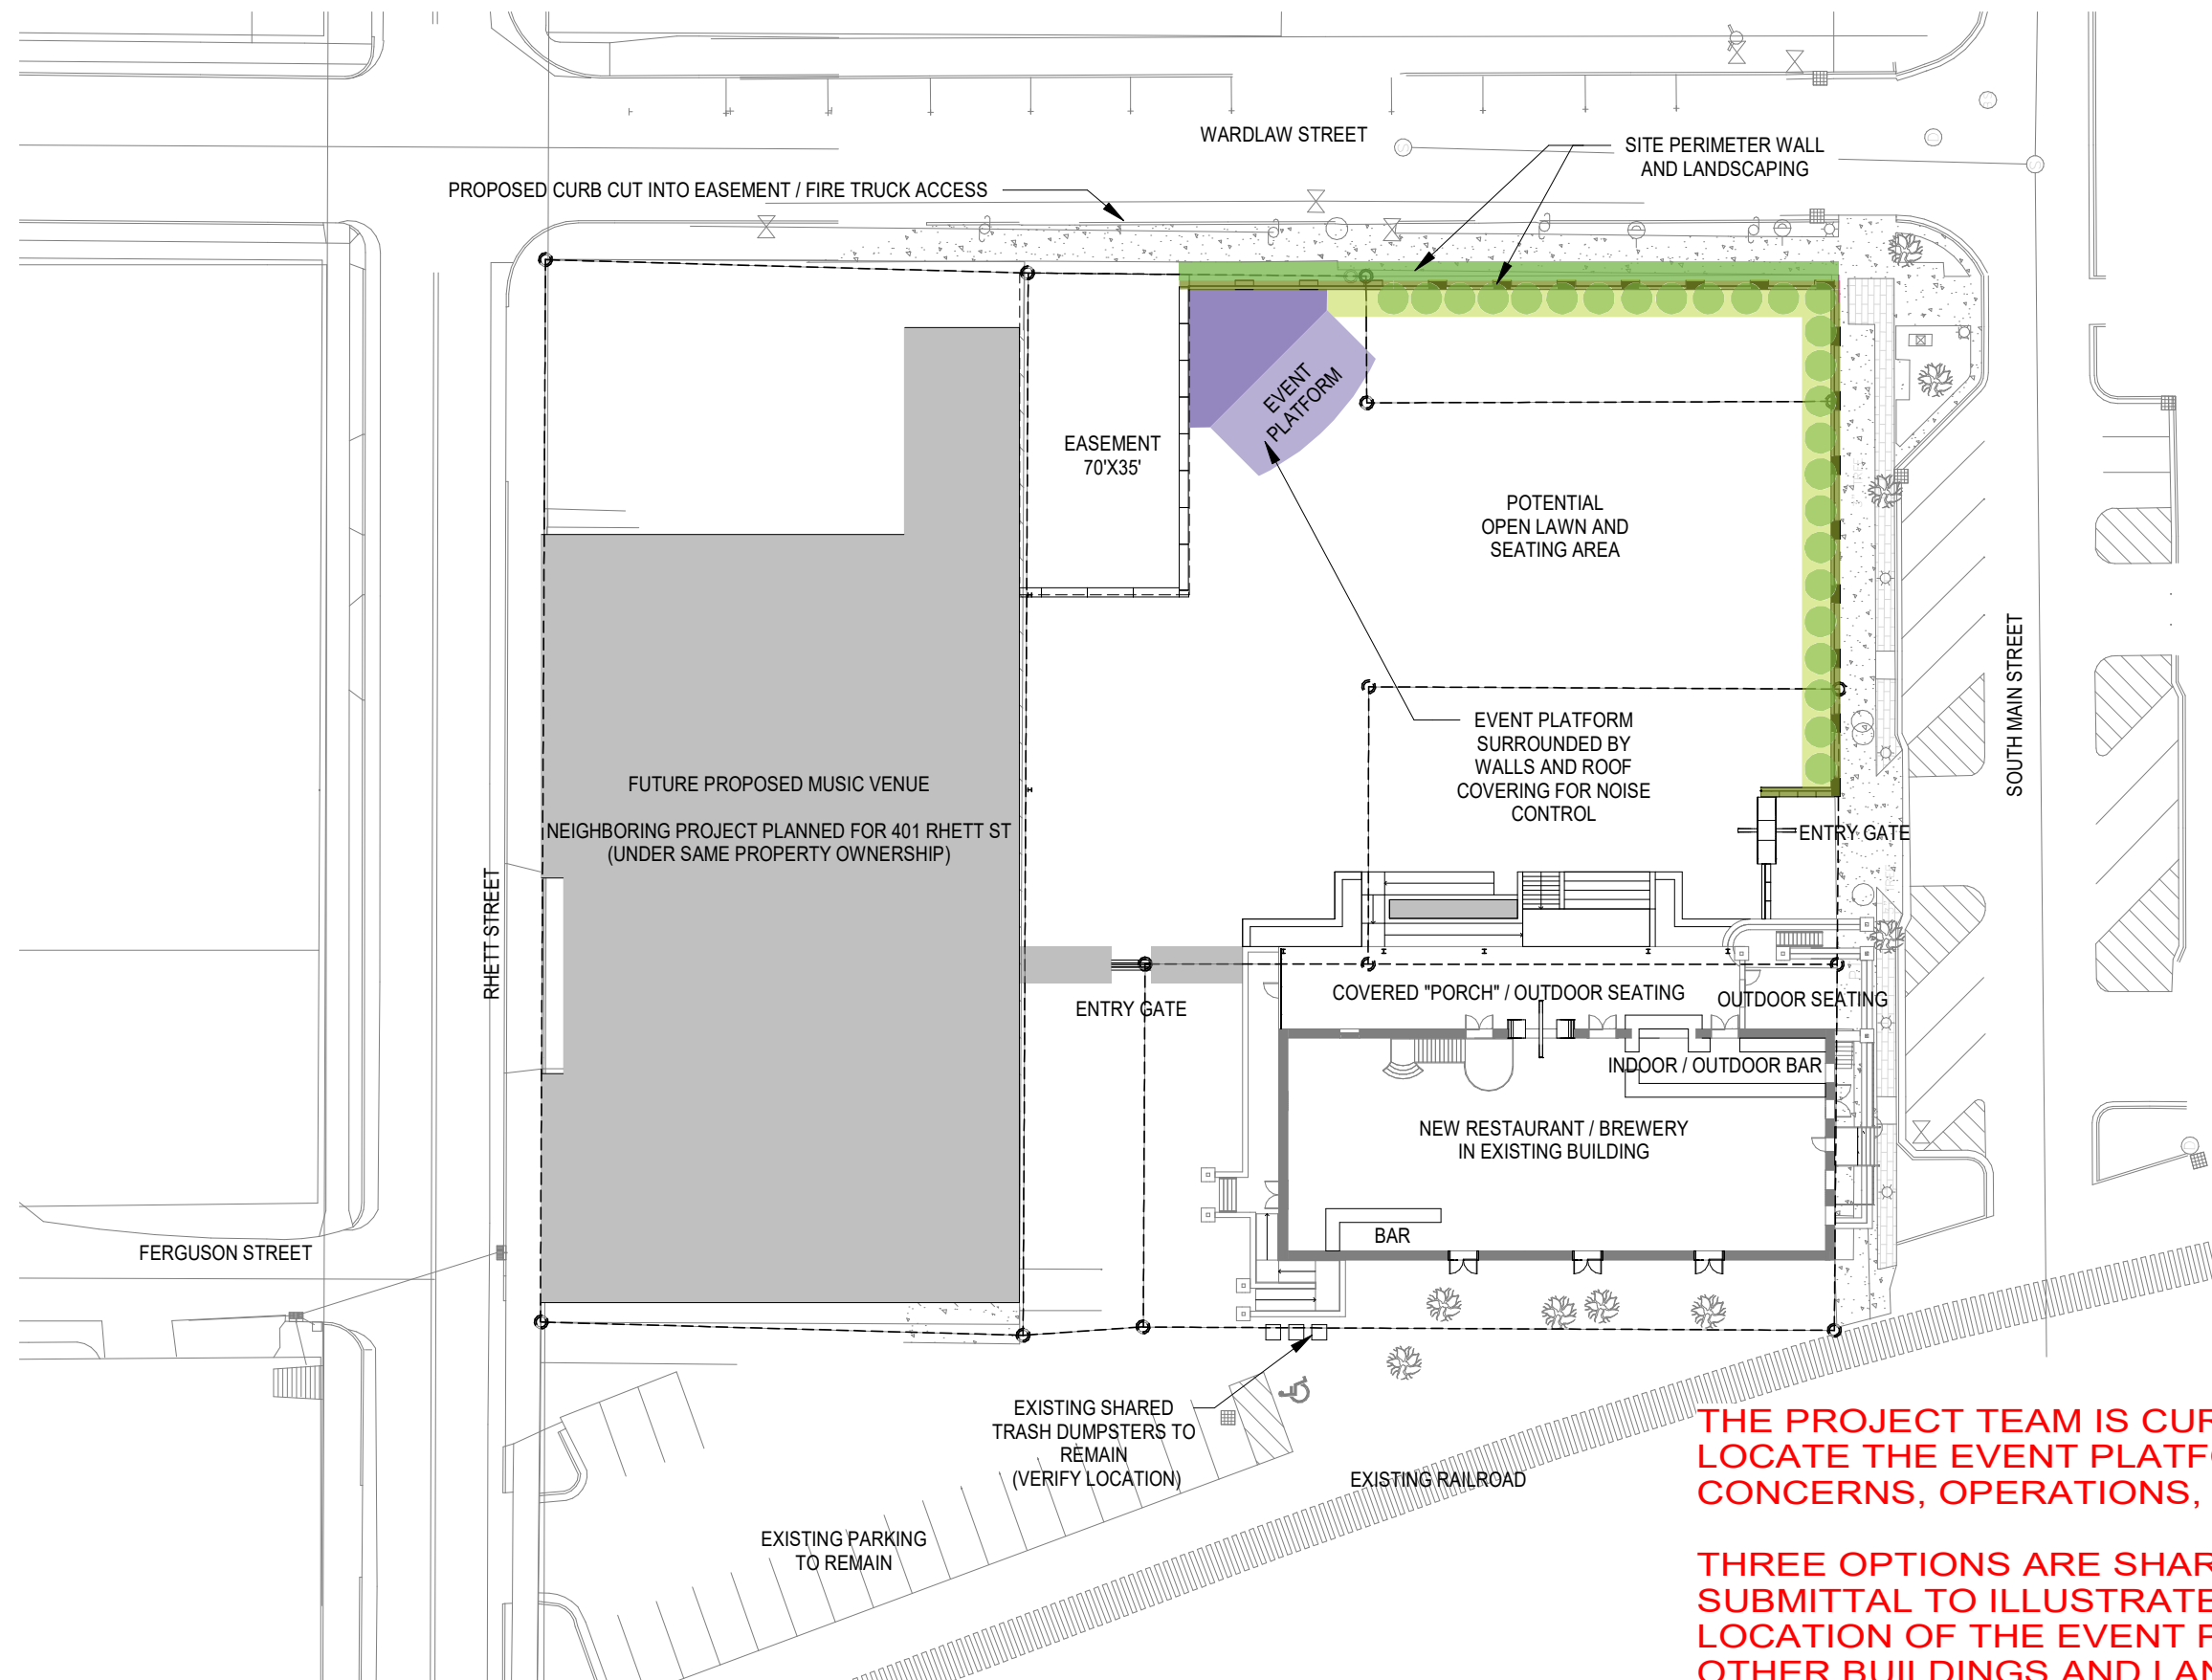 WARDLAW STREET
SITE PERIMETER WALL
AND LANDSCAPING
PROPOSED CURB CUT INTO EASEMENT / FIRE TRUCK ACCESS
EVENT
PLATFORM
EASEMENT
70'X35'
POTENTIAL
OPEN LAWN AND
SEATING AREA
SOUTH MAIN STREET
EVENT PLATFORM
SURROUNDED BY
WALLS AND ROOF
COVERING FOR NOISE
CONTROL
FUTURE PROPOSED MUSIC VENUE
NEIGHBORING PROJECT PLANNED FOR 401 RHETT ST
(UNDER SAME PROPERTY OWNERSHIP)
ENTRY GATE
RHETT STREET
ENTRY GATE
COVERED "PORCH" / OUTDOOR SEATING
OUTDOOR SEATING
INDOOR / OUTDOOR BAR
NEW RESTAURANT / BREWERY
IN EXISTING BUILDING
BAR
FERGUSON STREET
EXISTING SHARED
TRASH DUMPSTERS TO
REMAIN
(VERIFY LOCATION)
EXISTING RAILROAD
EXISTING PARKING
TO REMAIN
THE PROJECT TEAM IS CUR
LOCATE THE EVENT PLATFO
CONCERNS, OPERATIONS,
THREE OPTIONS ARE SHAR
SUBMITTAL TO ILLUSTRATE
LOCATION OF THE EVENT P
OTHER BUILDINGS AND LAN